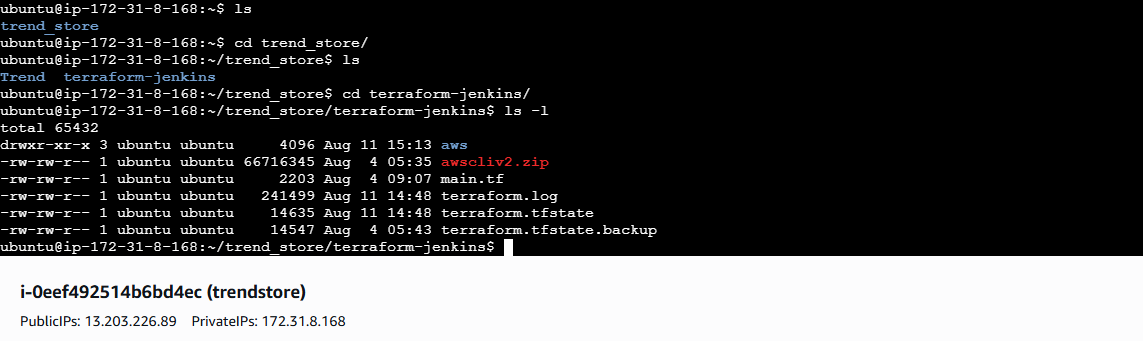 ubuntu@ip-172-31-8-168:~$ ls
trend_store
ubuntu@ip-172-31-8-168:~$ cd trend_store/
ubuntu@ip-172-31-8-168:~/trend_store$ ls
Trend  terraform-jenkins
ubuntu@ip-172-31-8-168:~/trend_store$ cd terraform-jenkins/
ubuntu@ip-172-31-8-168:~/trend_store/terraform-jenkins$ ls -l
total 65432
drwxr-xr-x 3 ubuntu ubuntu     4096 Aug 11 15:13 aws
-rw-rw-r-- 1 ubuntu ubuntu 66716345 Aug  4 05:35 awscliv2.zip
-rw-rw-r-- 1 ubuntu ubuntu     2203 Aug  4 09:07 main.tf
-rw-rw-r-- 1 ubuntu ubuntu   241499 Aug 11 14:48 terraform.log
-rw-rw-r-- 1 ubuntu ubuntu    14635 Aug 11 14:48 terraform.tfstate
-rw-rw-r-- 1 ubuntu ubuntu    14547 Aug  4 05:43 terraform.tfstate.backup
ubuntu@ip-172-31-8-168:~/trend_store/terraform-jenkins$
i-0eef492514b6bd4ec (trendstore)
PublicIPs: 13.203.226.89    PrivateIPs: 172.31.8.168